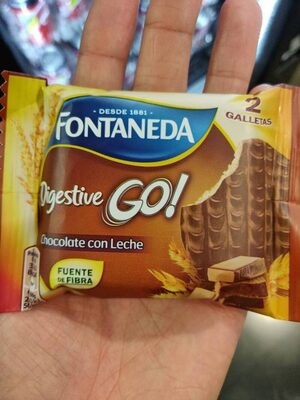 DESDE 1881
FONTANEDA
2
GALLETAS
Digestive GO!
Chocolate con Leche
FUENTE
DE FIBRA